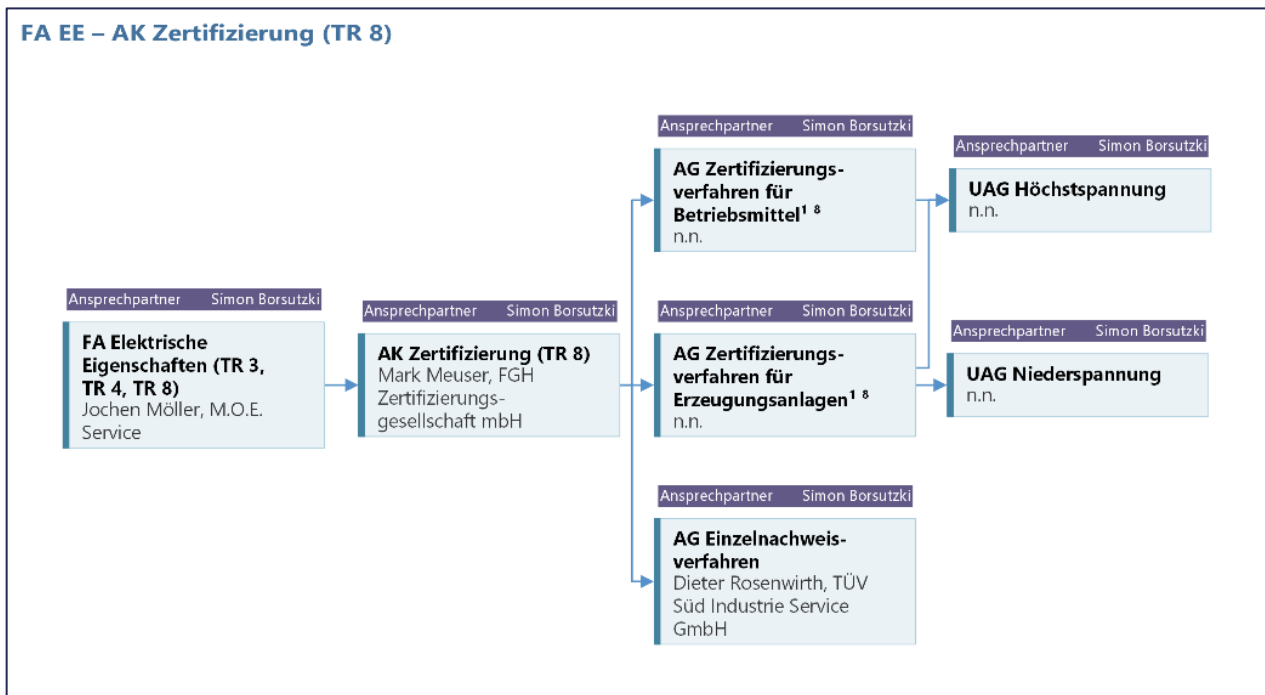 FA EE – AK Zertifizierung (TR 8)
Ansprechpartner Simon Borsutzki
FA Elektrische
Eigenschaften (TR 3,
TR 4, TR 8)
Jochen Möller, M.O.E.
Service
Ansprechpartner Simon Borsutzki
AK Zertifizierung (TR 8)
Mark Meuser, FGH
Zertifizierungs-
gesellschaft mbH
Ansprechpartner Simon Borsutzki
AG Zertifizierungs-
verfahren für
Betriebsmittel¹ ⁸
n.n.
Ansprechpartner Simon Borsutzki
AG Zertifizierungs-
verfahren für
Erzeugungsanlagen¹ ⁸
n.n.
Ansprechpartner Simon Borsutzki
AG Einzelnachweis-
verfahren
Dieter Rosenwirth, TÜV
Süd Industrie Service
GmbH
Ansprechpartner Simon Borsutzki
UAG Höchstspannung
n.n.
Ansprechpartner Simon Borsutzki
UAG Niederspannung
n.n.